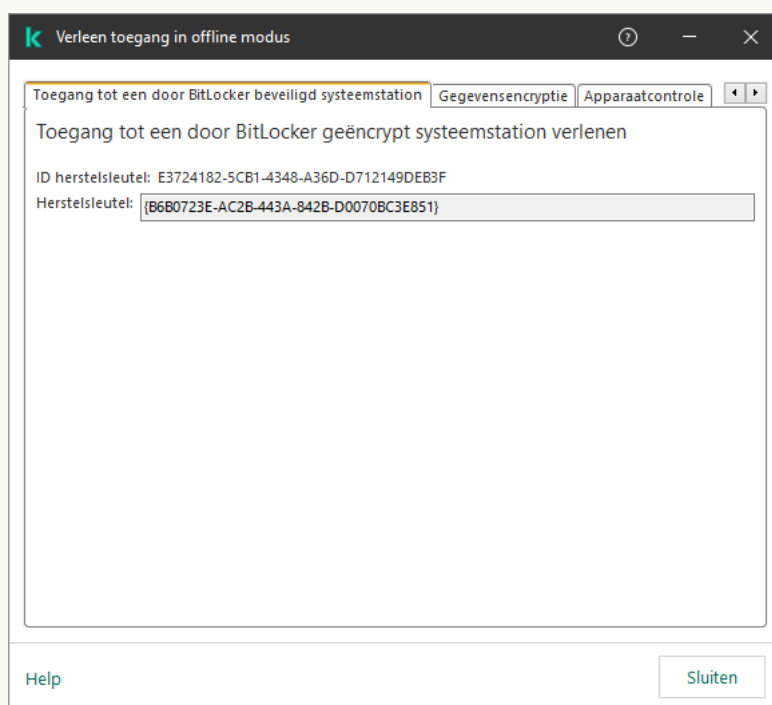 Verleen toegang in offline modus
Toegang tot een door BitLocker beveiligd systeemstation Gegevensencryptie Apparaatcontrole
Toegang tot een door BitLocker geëncrypt systeemstation verlenen
ID herstelsleutel: E3724182-5CB1-4348-A36D-D712149DEB3F
Herstelsleutel: {B6B0723E-AC2B-443A-842B-D0070BC3E851}
Help Sluiten